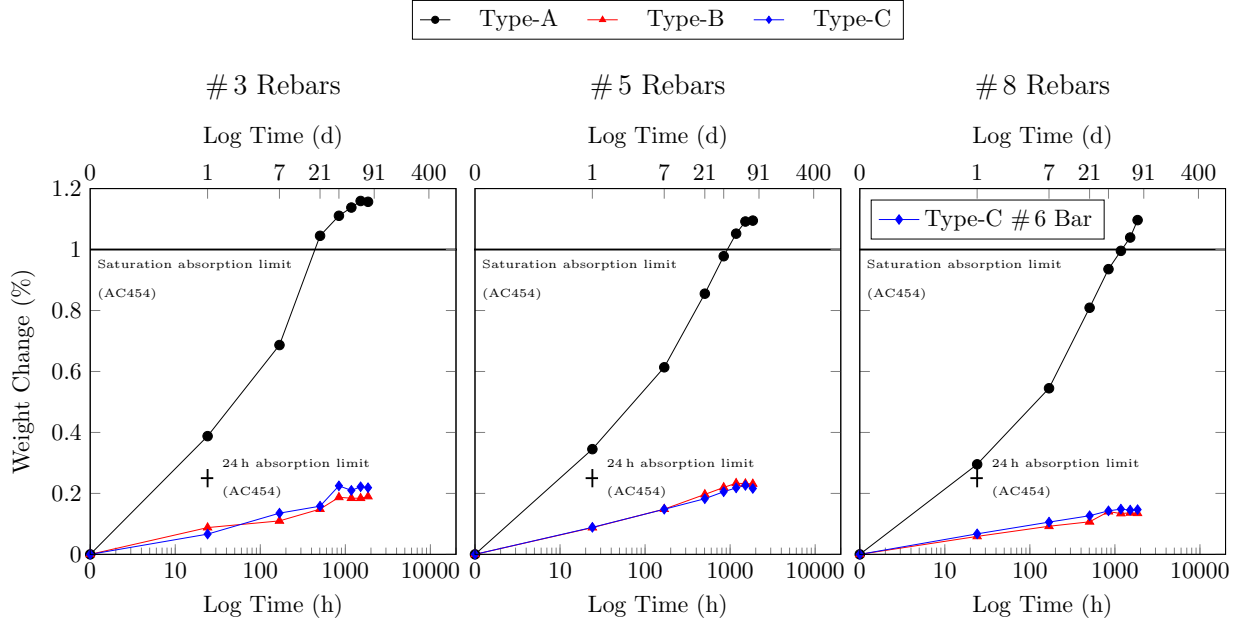 Type-A Type-B Type-C
# 3 Rebars # 5 Rebars # 8 Rebars
Log Time (d) Log Time (d) Log Time (d)
0 1 7 21 91 400 0 1 7 21 91 400 0 1 7 21 91 400
1.2
Type-C # 6 Bar
1
Saturation absorption limit Saturation absorption limit Saturation absorption limit
(AC454) (AC454) (AC454)
0.8
0.6
0.4
24 h absorption limit 24 h absorption limit 24 h absorption limit
(AC454) (AC454) (AC454)
0.2
0
Weight Change (%)
0 10 100 1000 10000 0 10 100 1000 10000 0 10 100 1000 10000
Log Time (h) Log Time (h) Log Time (h)